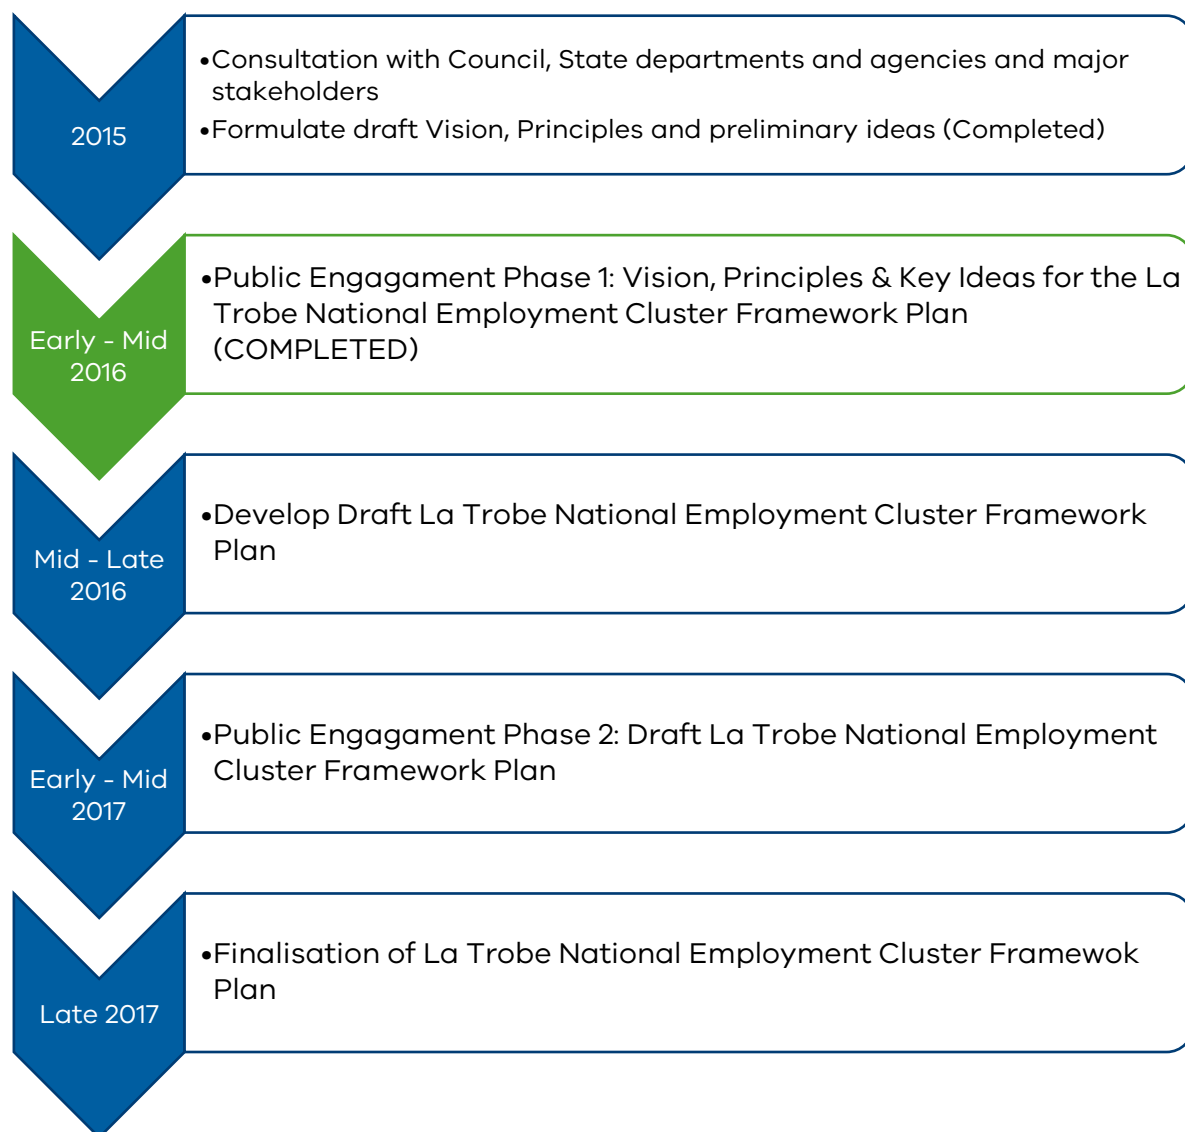 2015
•Consultation with Council, State departments and agencies and major
stakeholders
•Formulate draft Vision, Principles and preliminary ideas (Completed)
Early - Mid
2016
•Public Engagament Phase 1: Vision, Principles & Key Ideas for the La
Trobe National Employment Cluster Framework Plan
(COMPLETED)
Mid - Late
2016
•Develop Draft La Trobe National Employment Cluster Framework
Plan
Early - Mid
2017
•Public Engagament Phase 2: Draft La Trobe National Employment
Cluster Framework Plan
Late 2017
•Finalisation of La Trobe National Employment Cluster Framewok
Plan